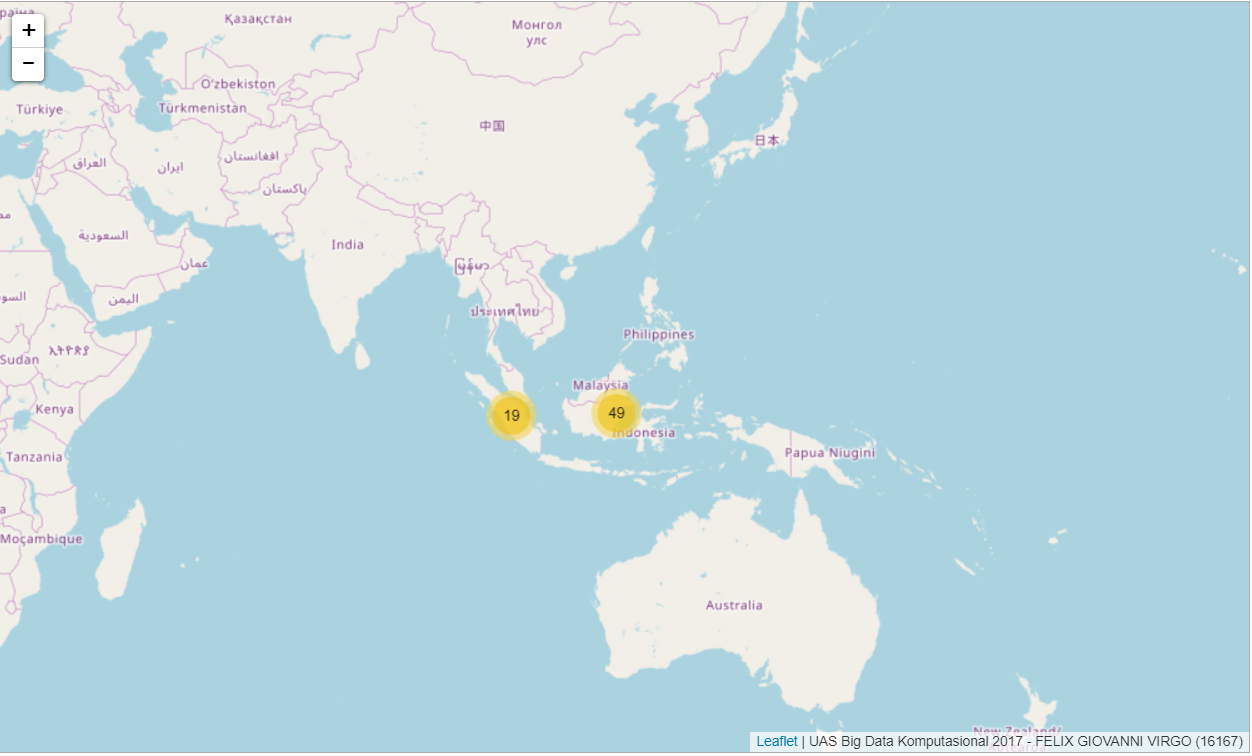 +
−
Қазақстан
Монгол
улс
O'zbekiston
Türkmenistan
Türkiye
中国
日本
العراق
ایران
افغانستان
پاکستان
السعودية
عمان
اليمن
India
မြန်မာ
ประเทศไทย
Philippines
Sudan
ኢትዮጵያ
Malaysia
Kenya
19
49
Indonesia
Tanzania
Papua Niugini
Moçambique
Australia
New Zealand/
Leaflet | UAS Big Data Komputasional 2017 - FELIX GIOVANNI VIRGO (16167)